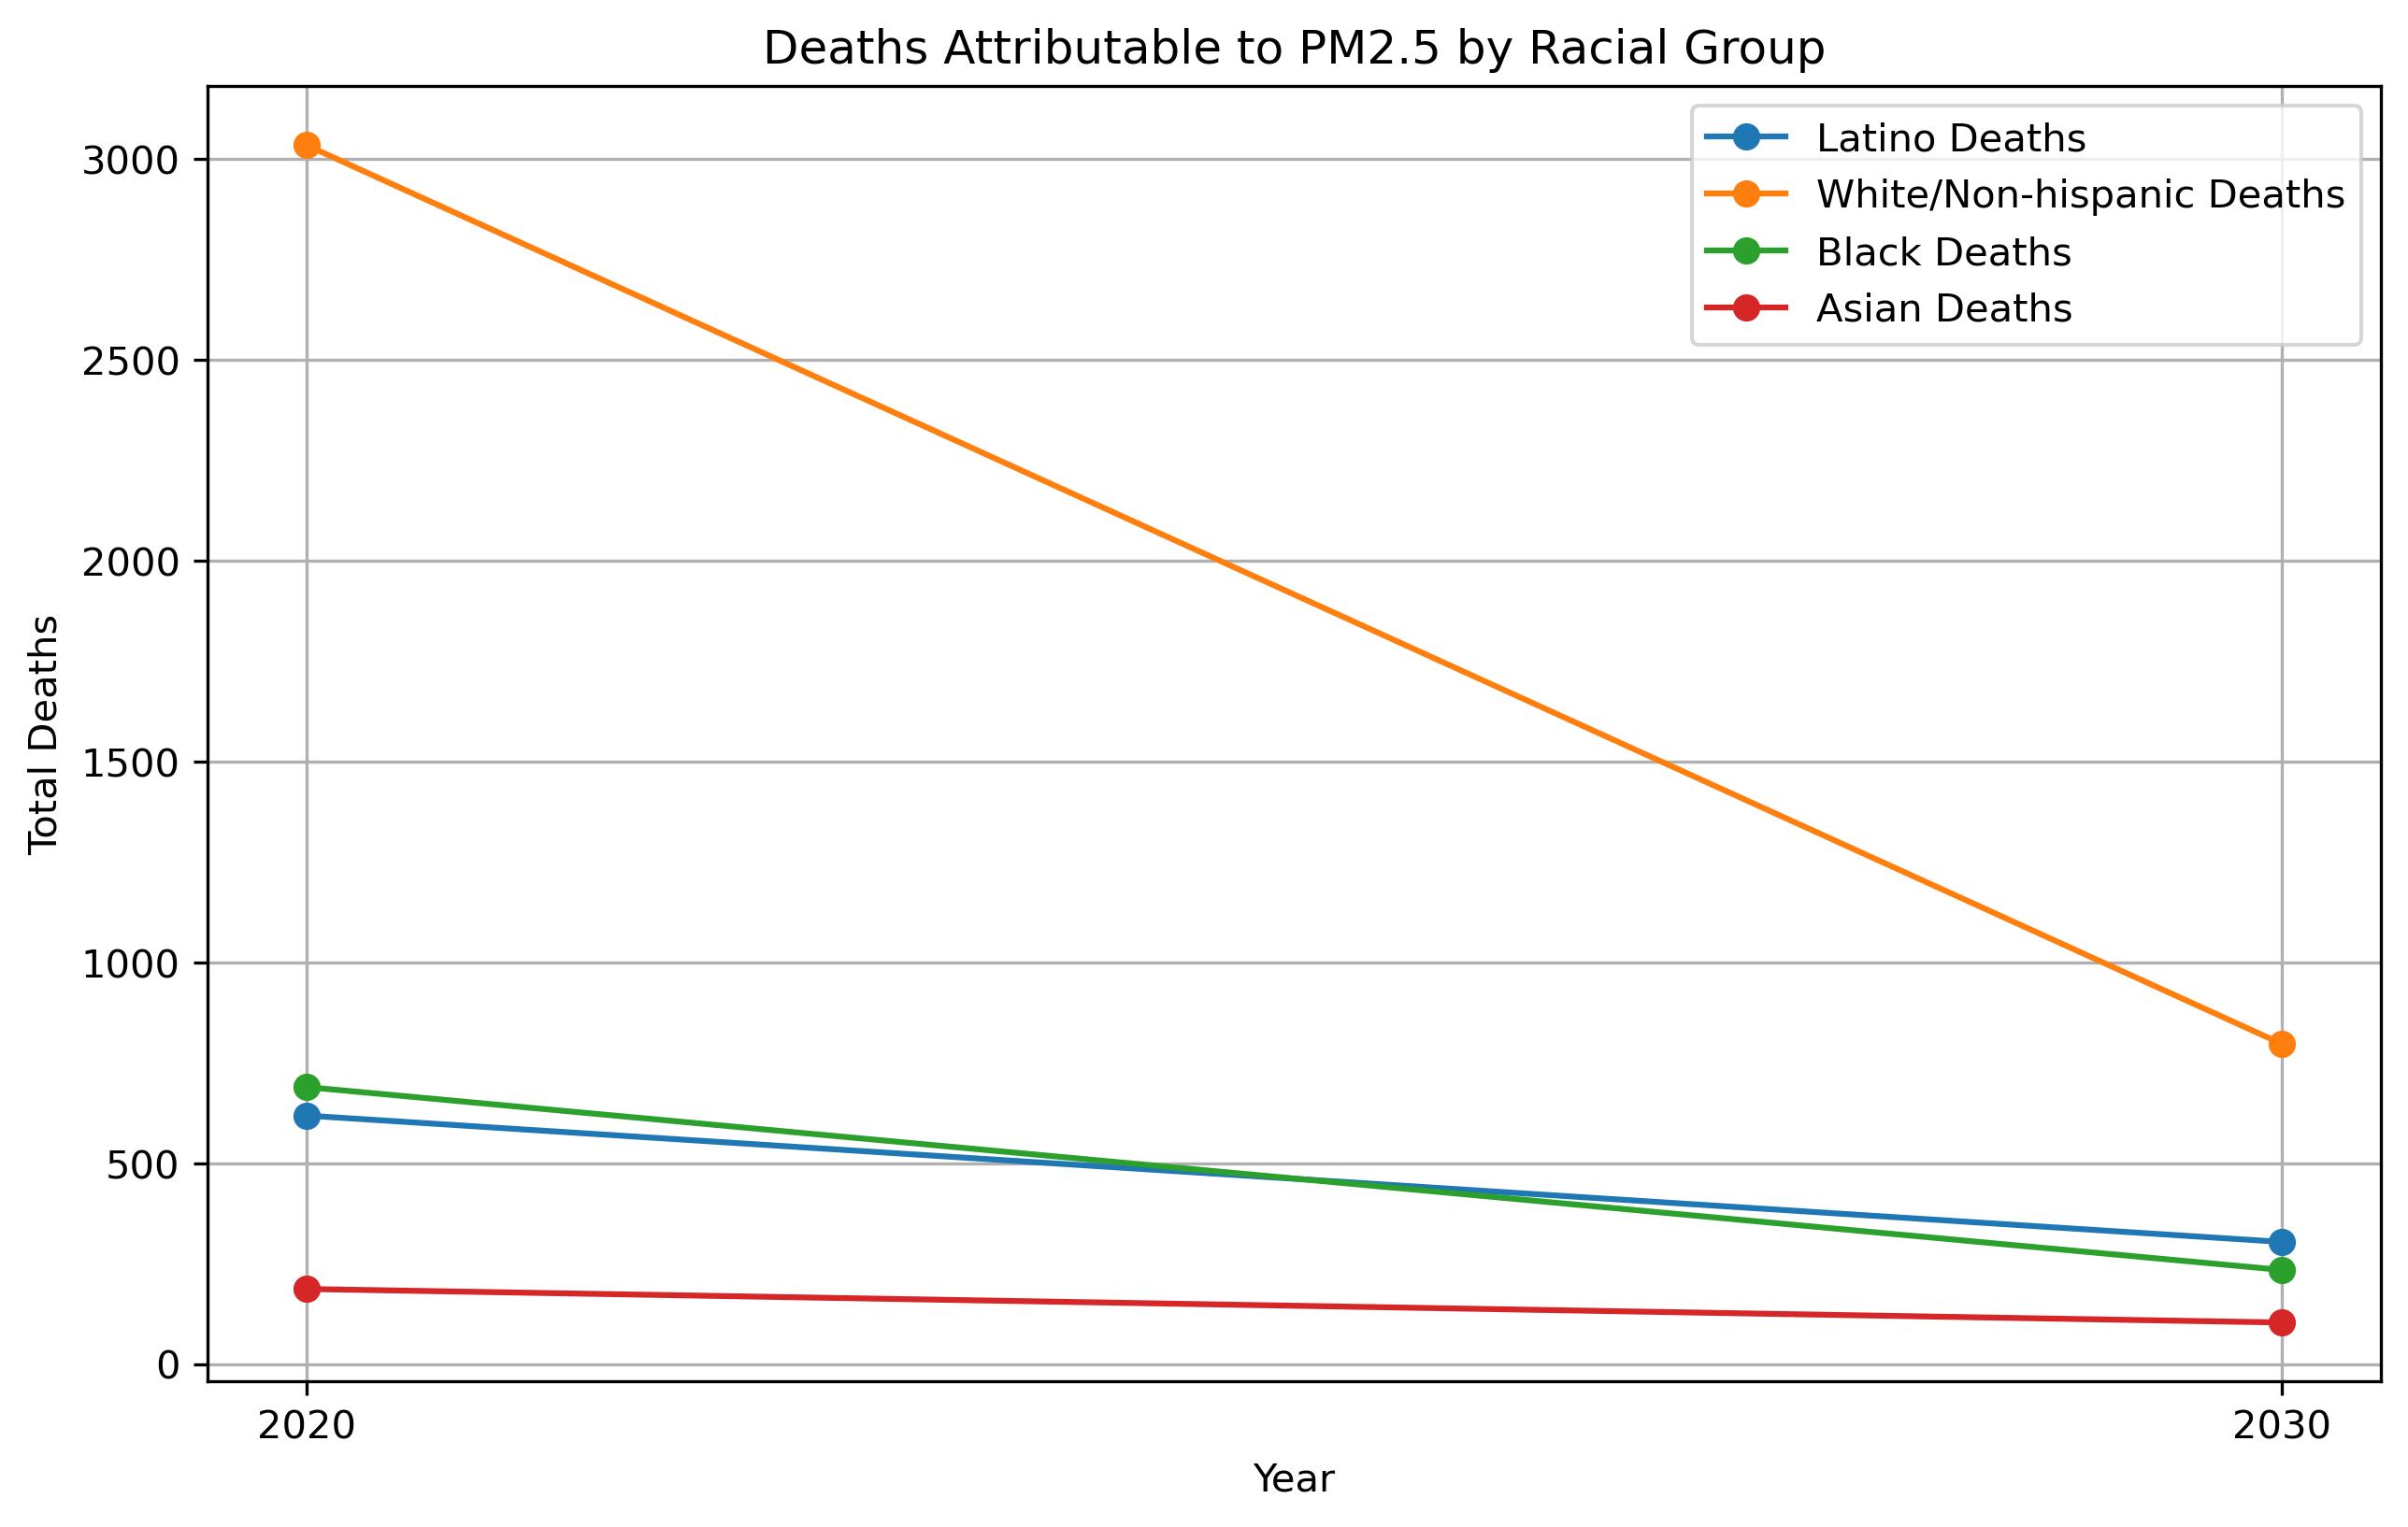 Deaths Attributable to PM2.5 by Racial Group
Latino Deaths
White/Non-hispanic Deaths
Black Deaths
Asian Deaths
Total Deaths
3000
2500
2000
1500
1000
500
0
2020
2030
Year